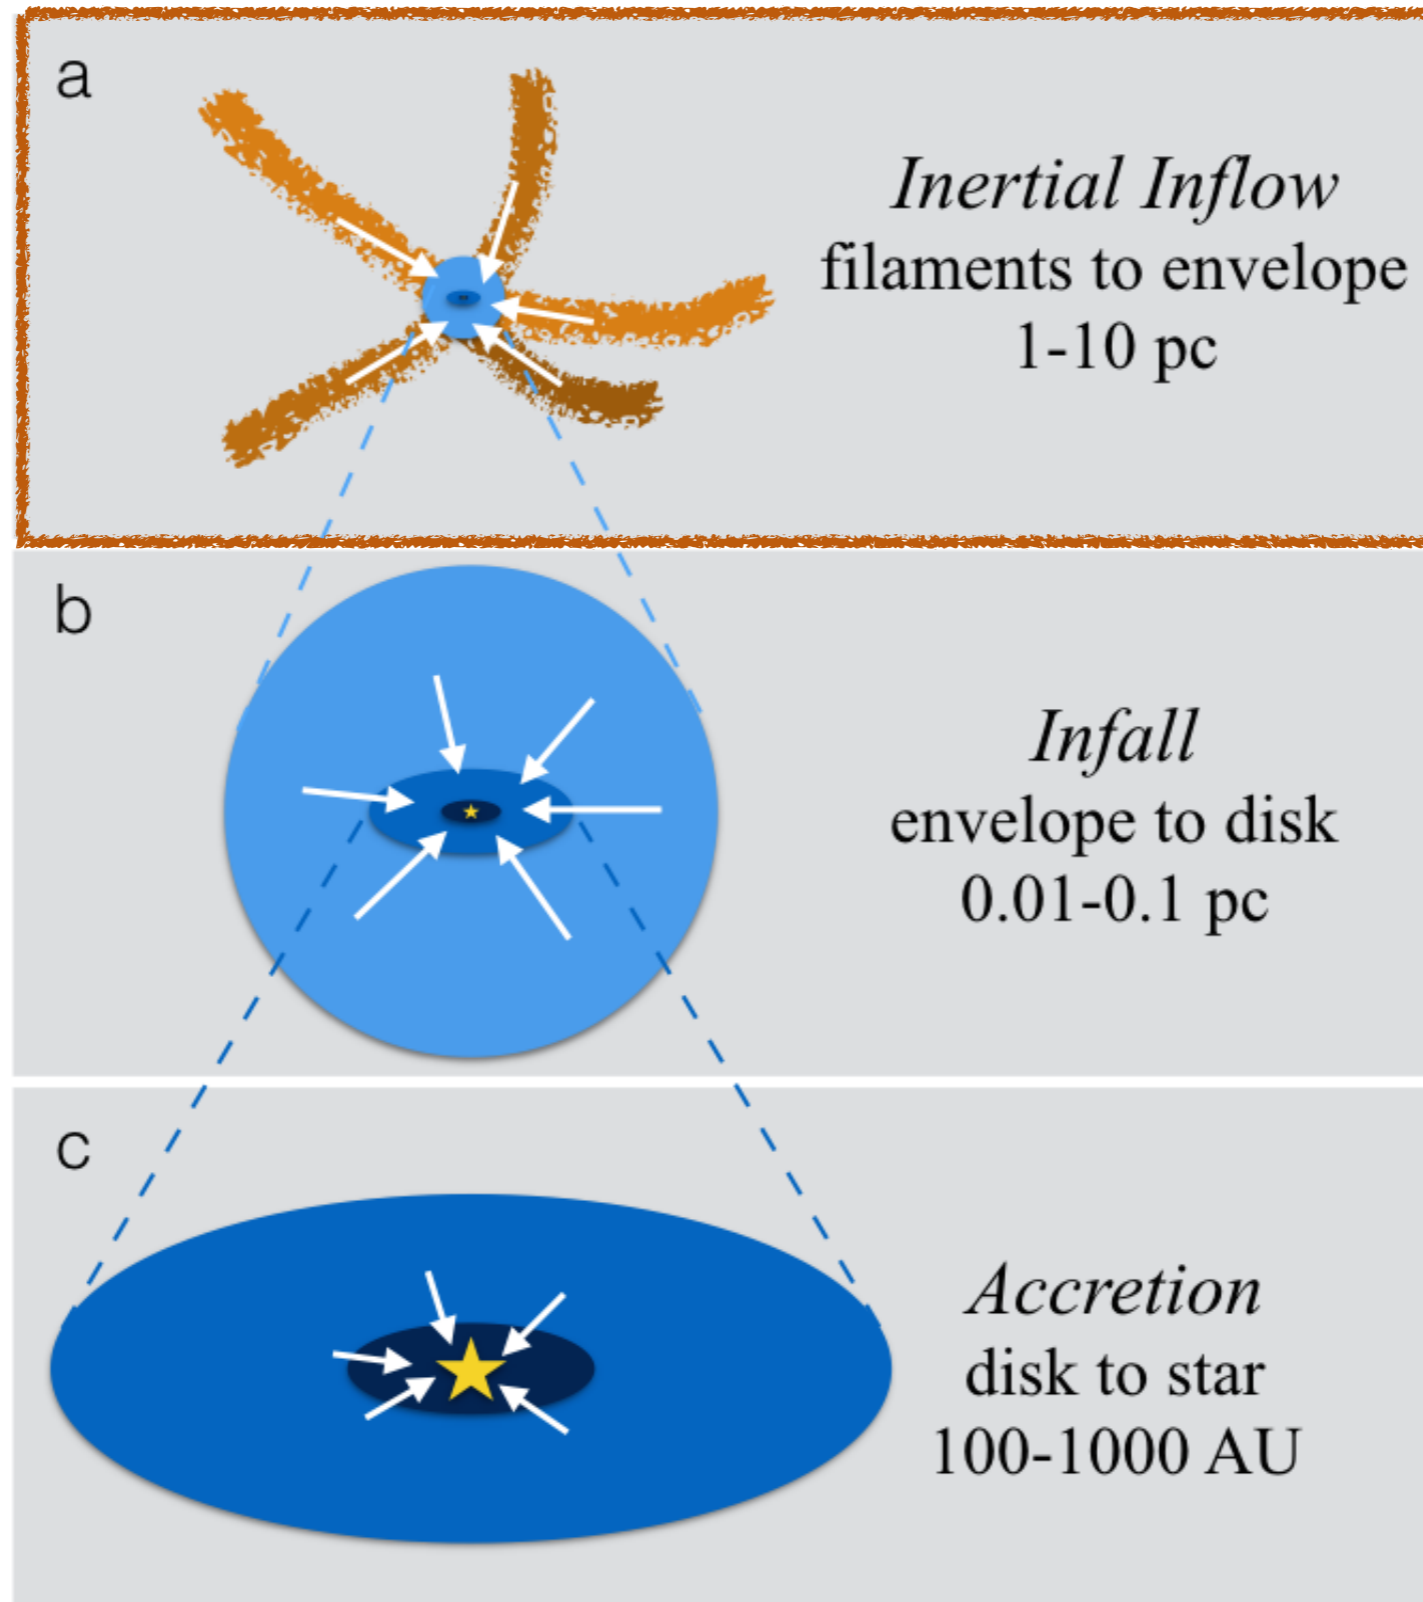 a
Inertial Inflow
filaments to envelope
1-10 pc
b
Infall
envelope to disk
0.01-0.1 pc
c
Accretion
disk to star
100-1000 AU